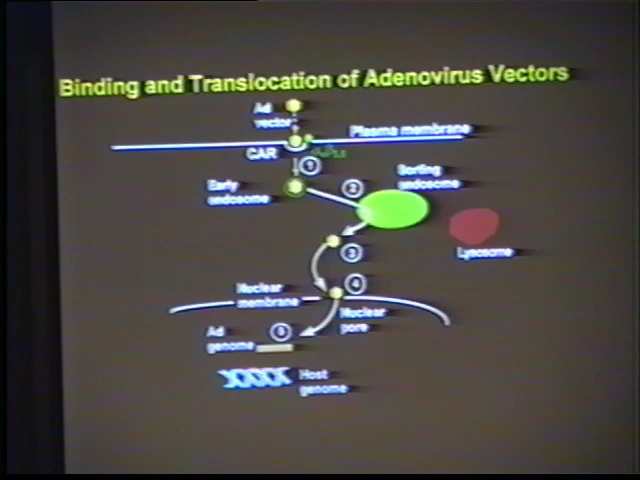 Binding and Translocation of Adenovirus Vectors
Ad
vector
Plasma membrane
CAR
1
Early
endosome
2
Sorting
endosome
Lysosome
3
4
Nuclear
membrane
Nuclear
pore
Ad
genome
5
Host
genome